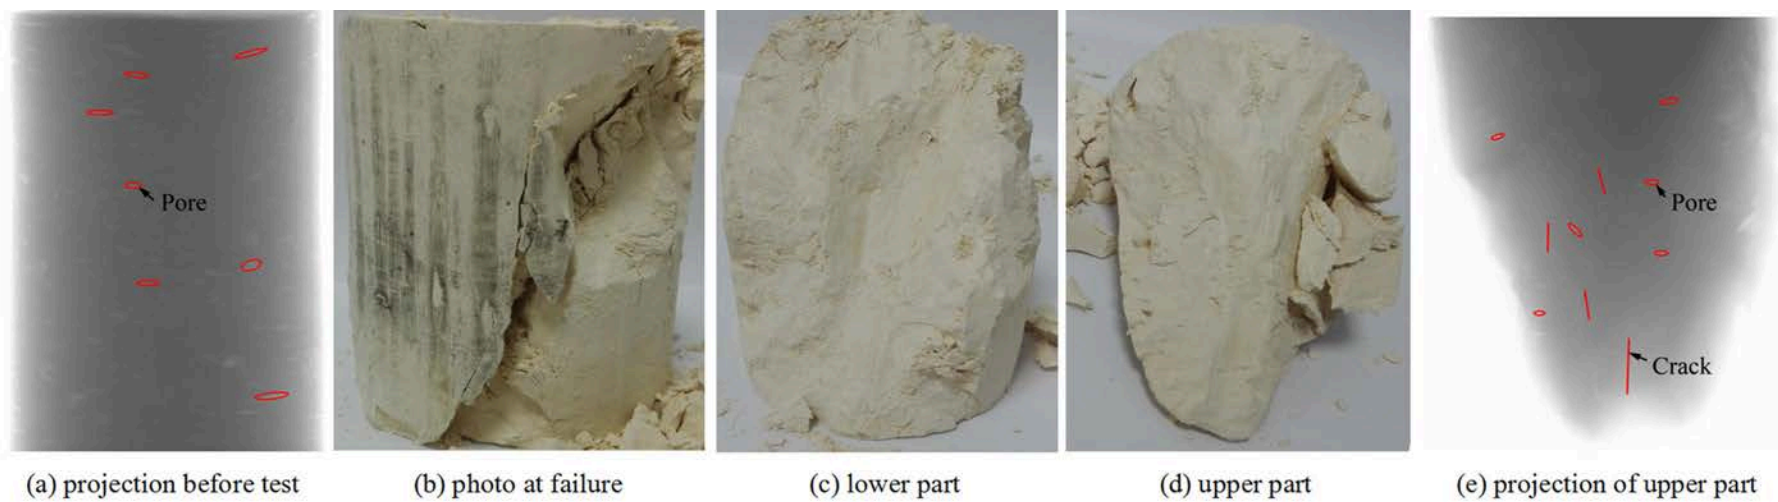 Pore
Pore
Crack
(a) projection before test
(b) photo at failure
(c) lower part
(d) upper part
(e) projection of upper part